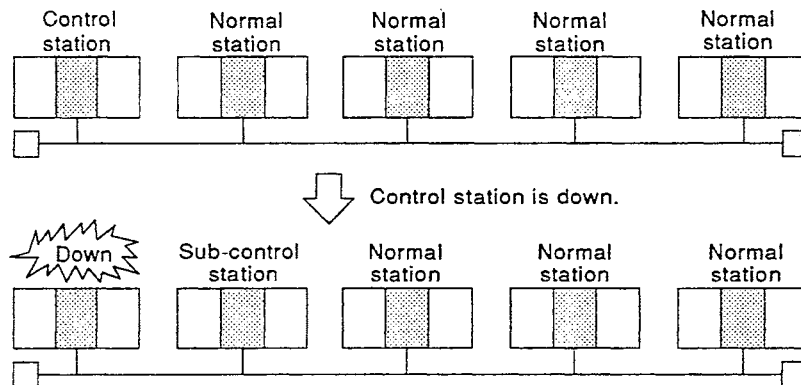 Control
station
Normal
station
Normal
station
Normal
station
Normal
station
Control station is down.
Down
Sub-control
station
Normal
station
Normal
station
Normal
station